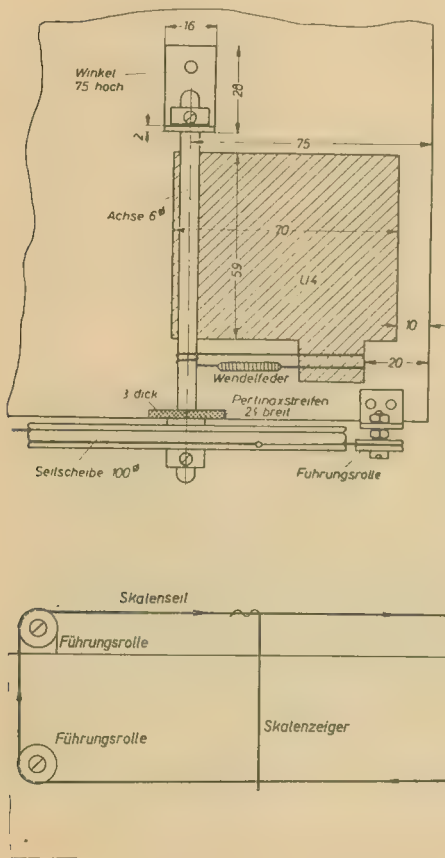 16
Winkel
75 hoch
28
2
75
Achse 6⌀
70
59
U4
10
20
Wendelfeder
3 dick
Pertinaxstreifen
25 breit
Seilscheibe 100⌀
Führungsrolle
Skalenseil
Führungsrolle
Führungsrolle
Skalenzeiger